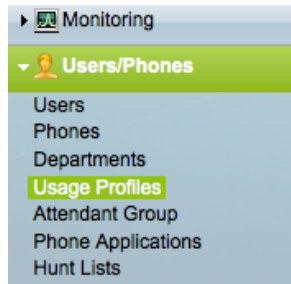 Monitoring
Users/Phones
Users
Phones
Departments
Usage Profiles
Attendant Group
Phone Applications
Hunt Lists